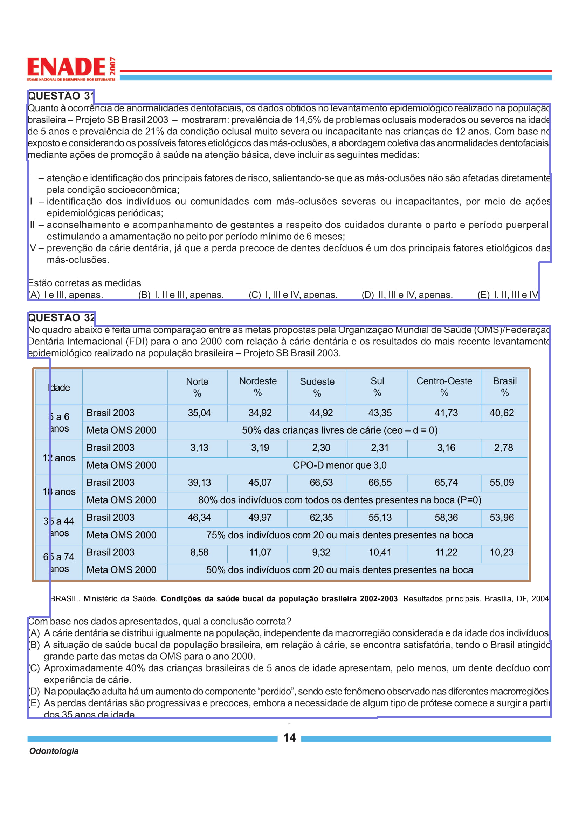 ENADE 2007
EXAME NACIONAL DE DESEMPENHO DOS ESTUDANTES
QUESTÃO 31
Quanto à ocorrência de anormalidades dentofaciais, os dados obtidos no levantamento epidemiológico realizado na população
brasileira – Projeto SB Brasil 2003 – mostraram: prevalência de 14,5% de problemas oclusais moderados ou severos na idade
de 5 anos e prevalência de 21% da condição oclusal muito severa ou incapacitante nas crianças de 12 anos. Com base no
exposto e considerando os possíveis fatores etiológicos das más-oclusões, a abordagem coletiva das anormalidades dentofaciais,
mediante ações de promoção à saúde na atenção básica, deve incluir as seguintes medidas:
I – atenção e identificação dos principais fatores de risco, salientando-se que as más-oclusões não são afetadas diretamente
pela condição socioeconômica;
II – identificação dos indivíduos ou comunidades com más-oclusões severas ou incapacitantes, por meio de ações
epidemiológicas periódicas;
III – aconselhamento e acompanhamento de gestantes a respeito dos cuidados durante o parto e período puerperal,
estimulando a amamentação no peito por período mínimo de 6 meses;
IV – prevenção da cárie dentária, já que a perda precoce de dentes decíduos é um dos principais fatores etiológicos das
más-oclusões.
Estão corretas as medidas
(A) I e III, apenas. (B) I, II e III, apenas. (C) I, III e IV, apenas. (D) II, III e IV, apenas. (E) I, II, III e IV.
QUESTÃO 32
No quadro abaixo é feita uma comparação entre as metas propostas pela Organização Mundial de Saúde (OMS)/Federação
Dentária Internacional (FDI) para o ano 2000 com relação à cárie dentária e os resultados do mais recente levantamento
epidemiológico realizado na população brasileira – Projeto SB Brasil 2003.
Idade Norte % Nordeste % Sudeste % Sul % Centro-Oeste % Brasil %
5 a 6 anos Brasil 2003 35,04 34,92 44,92 43,35 41,73 40,62
Meta OMS 2000 50% das crianças livres de cárie (ceo – d = 0)
12 anos Brasil 2003 3,13 3,19 2,30 2,31 3,16 2,78
Meta OMS 2000 CPO-D menor que 3,0
18 anos Brasil 2003 39,13 45,07 66,53 66,55 65,74 55,09
Meta OMS 2000 80% dos indivíduos com todos os dentes presentes na boca (P=0)
35 a 44 anos Brasil 2003 46,34 49,97 62,35 55,13 58,36 53,96
Meta OMS 2000 75% dos indivíduos com 20 ou mais dentes presentes na boca
65 a 74 anos Brasil 2003 8,58 11,07 9,32 10,41 11,22 10,23
Meta OMS 2000 50% dos indivíduos com 20 ou mais dentes presentes na boca
BRASIL. Ministério da Saúde. Condições da saúde bucal da população brasileira 2002-2003. Resultados principais. Brasília, DF, 2004.
Com base nos dados apresentados, qual a conclusão correta?
(A) A cárie dentária se distribui igualmente na população, independente da macrorregião considerada e da idade dos indivíduos.
(B) A situação de saúde bucal da população brasileira, em relação à cárie, se encontra satisfatória, tendo o Brasil atingido
grande parte das metas da OMS para o ano 2000.
(C) Aproximadamente 40% das crianças brasileiras de 5 anos de idade apresentam, pelo menos, um dente decíduo com
experiência de cárie.
(D) Na população adulta há um aumento do componente “perdido”, sendo este fenômeno observado nas diferentes macrorregiões.
(E) As perdas dentárias são progressivas e precoces, embora a necessidade de algum tipo de prótese comece a surgir a partir
dos 35 anos de idade.
14
Odontologia